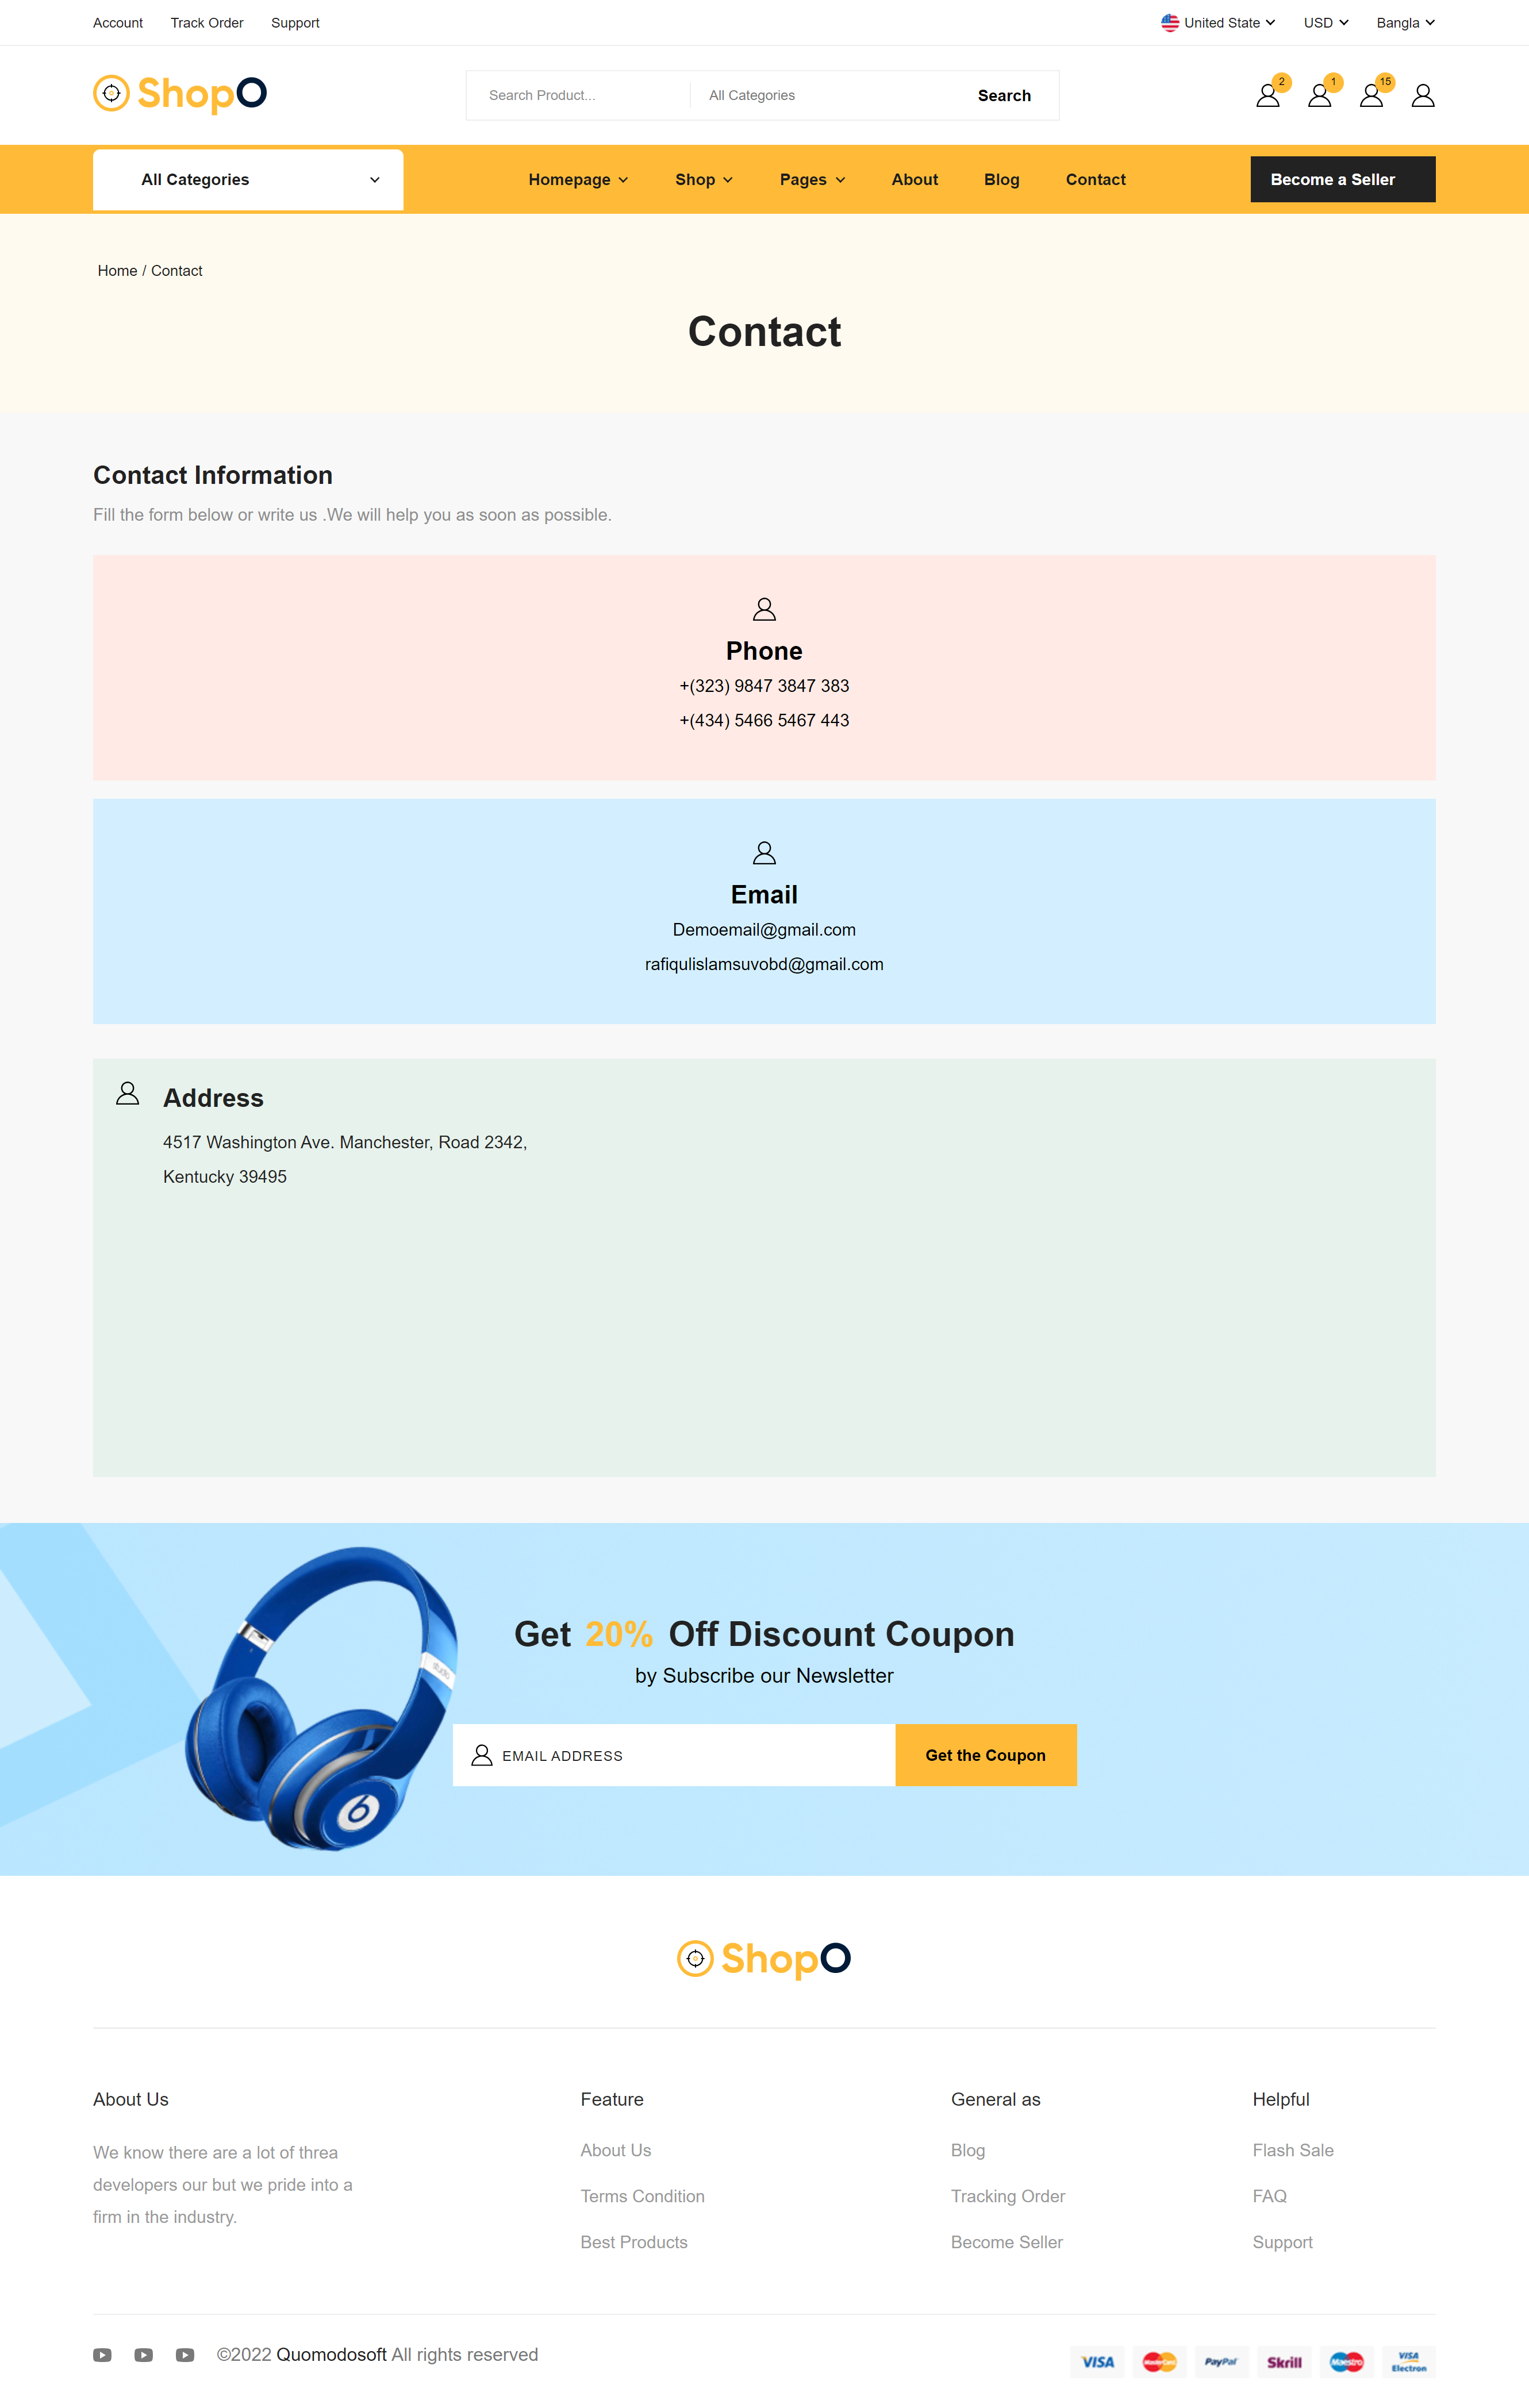 Account Track Order Support United State USD Bangla
ShopO Search Product... All Categories Search 2 1 15
All Categories Homepage Shop Pages About Blog Contact Become a Seller
Home / Contact
Contact
Contact Information
Fill the form below or write us .We will help you as soon as possible.
Phone
+(323) 9847 3847 383
+(434) 5466 5467 443
Email
Demoemail@gmail.com
rafiqulislamsuvobd@gmail.com
Address
4517 Washington Ave. Manchester, Road 2342,
Kentucky 39495
Get 20% Off Discount Coupon
by Subscribe our Newsletter
studio
EMAIL ADDRESS Get the Coupon
ShopO
About Us
We know there are a lot of threa
developers our but we pride into a
firm in the industry.
Feature
About Us
Terms Condition
Best Products
General as
Blog
Tracking Order
Become Seller
Helpful
Flash Sale
FAQ
Support
©2022 Quomodosoft All rights reserved
VISA MasterCard PayPal Skrill Maestro VISA Electron